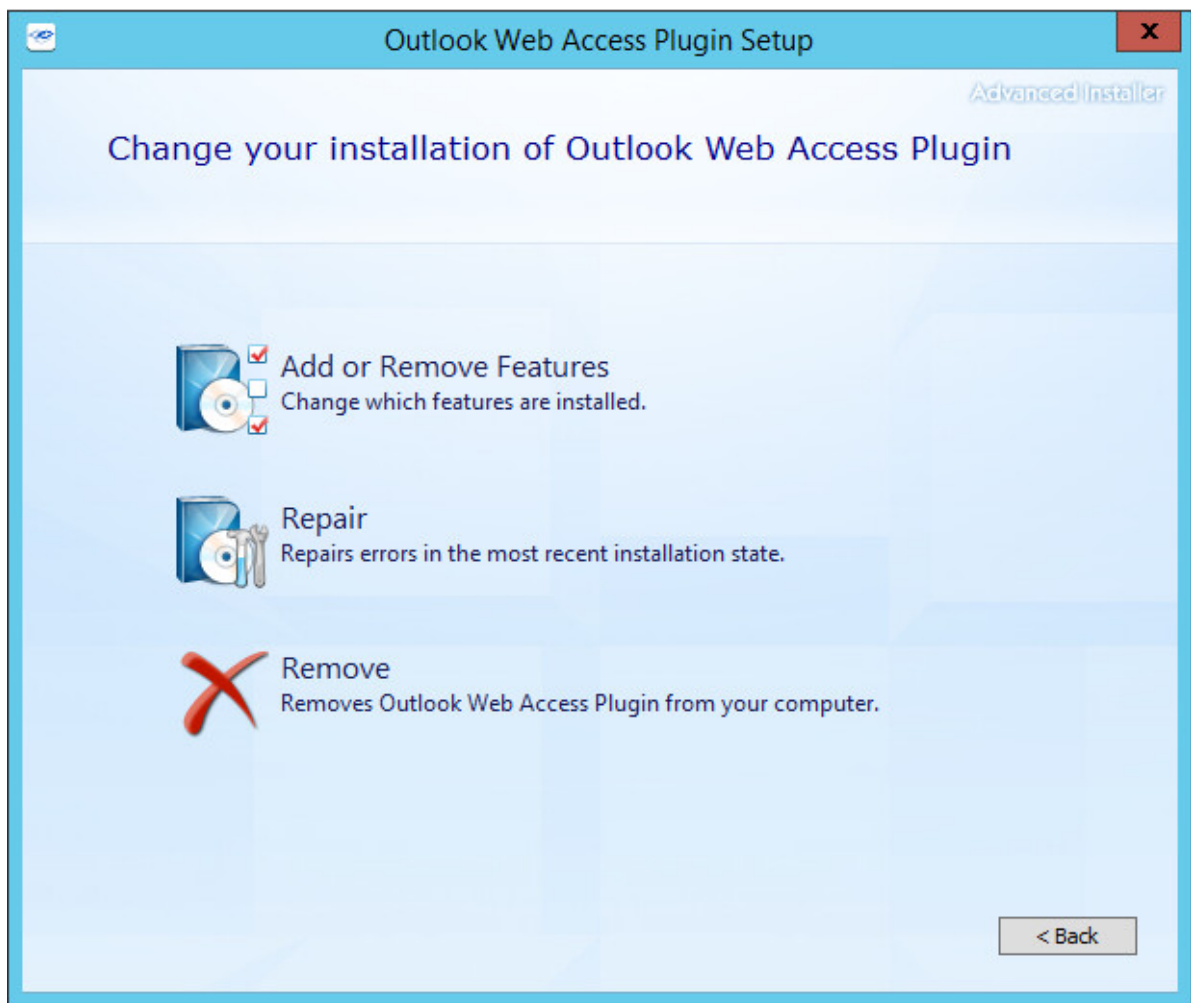 Outlook Web Access Plugin Setup
x
Advanced Installer
Change your installation of Outlook Web Access Plugin
Add or Remove Features
Change which features are installed.
Repair
Repairs errors in the most recent installation state.
Remove
Removes Outlook Web Access Plugin from your computer.
< Back